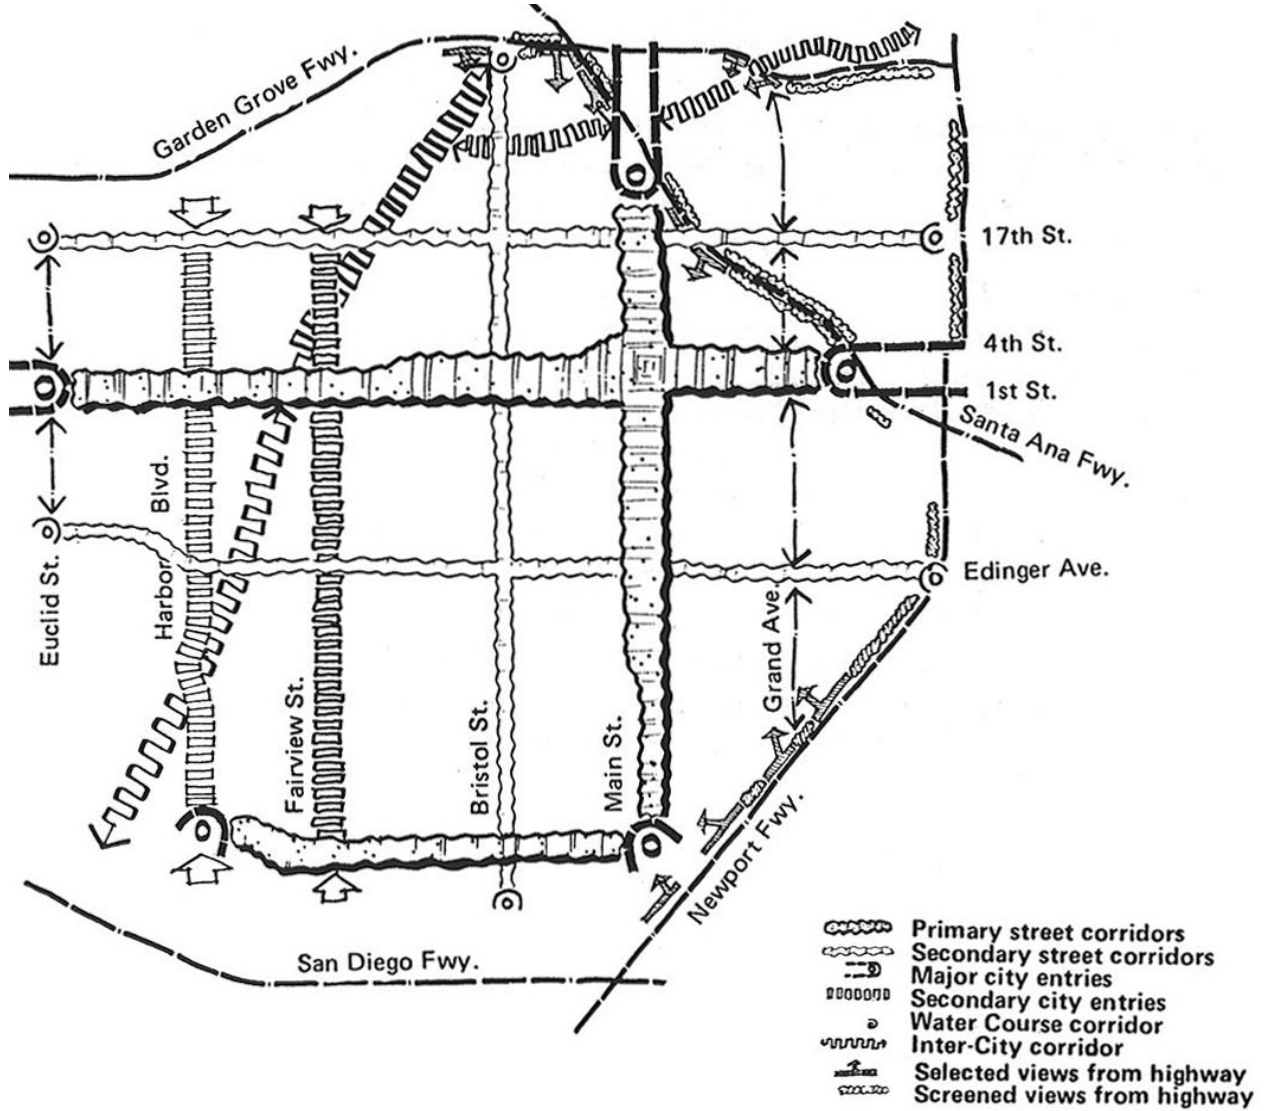 Garden Grove Fwy.
17th St.
4th St.
1st St.
Santa Ana Fwy.
Euclid St.
Harbor Blvd.
Fairview St.
Bristol St.
Main St.
Grand Ave.
Edinger Ave.
Newport Fwy.
San Diego Fwy.
Primary street corridors
Secondary street corridors
Major city entries
Secondary city entries
Water Course corridor
Inter-City corridor
Selected views from highway
Screened views from highway